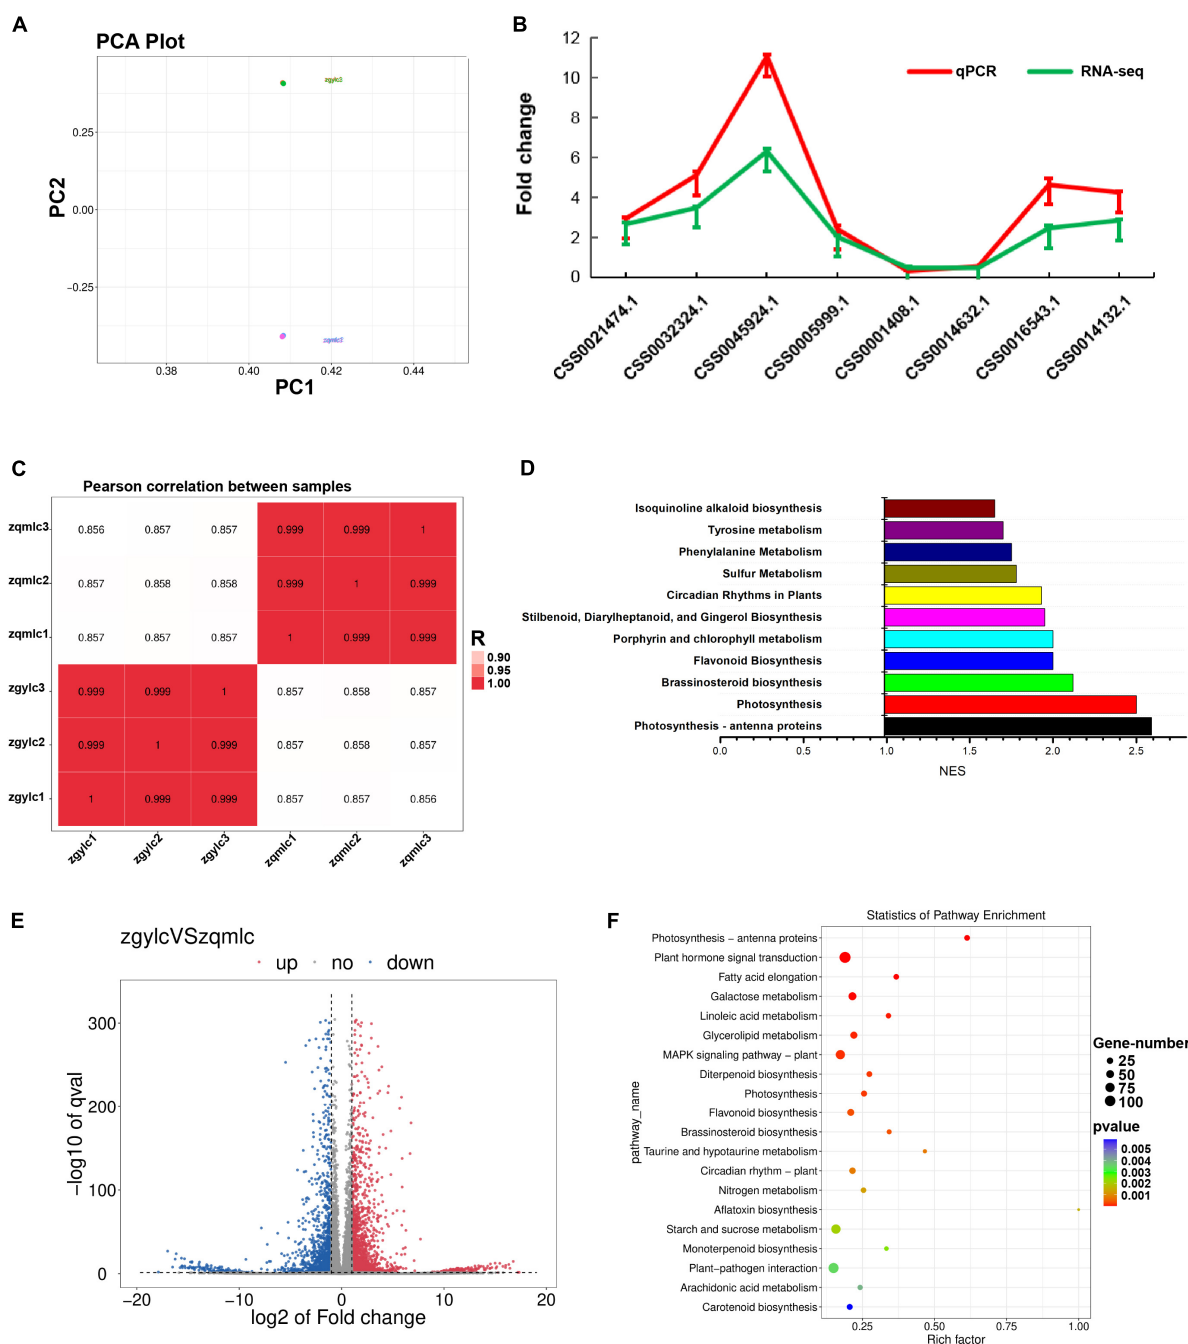 A
PCA Plot
zgylc2
0.25
0.00
−0.25
PC2
zqmlc2
0.38
0.40
0.42
0.44
PC1
B
12
10
8
6
4
2
0
Fold change
qPCR
RNA-seq
CSS0021474.1
CSS0032324.1
CSS0045924.1
CSS0005999.1
CSS0001408.1
CSS0014632.1
CSS0016543.1
CSS0014132.1
C
Pearson correlation between samples
zqmlc3 0.856 0.857 0.857 0.999 0.999 1
zqmlc2 0.857 0.858 0.858 0.999 1 0.999
zqmlc1 0.857 0.857 0.857 1 0.999 0.999
zgylc3 0.999 0.999 1 0.857 0.858 0.857
zgylc2 0.999 1 0.999 0.857 0.858 0.857
zgylc1 1 0.999 0.999 0.857 0.857 0.856
zgylc1
zgylc2
zgylc3
zqmlc1
zqmlc2
zqmlc3
R
0.90
0.95
1.00
D
Isoquinoline alkaloid biosynthesis
Tyrosine metabolism
Phenylalanine Metabolism
Sulfur Metabolism
Circadian Rhythms in Plants
Stilbenoid, Diarylheptanoid, and Gingerol Biosynthesis
Porphyrin and chlorophyll metabolism
Flavonoid Biosynthesis
Brassinosteroid biosynthesis
Photosynthesis
Photosynthesis - antenna proteins
0.0 0.5 1.0 1.5 2.0 2.5
NES
E
zgylcVSzqmlc
up no down
300
200
100
0
−log10 of qval
−20 −10 0 10 20
log2 of Fold change
F
Statistics of Pathway Enrichment
Photosynthesis − antenna proteins
Plant hormone signal transduction
Fatty acid elongation
Galactose metabolism
Linoleic acid metabolism
Glycerolipid metabolism
MAPK signaling pathway − plant
Diterpenoid biosynthesis
Photosynthesis
Flavonoid biosynthesis
Brassinosteroid biosynthesis
Taurine and hypotaurine metabolism
Circadian rhythm − plant
Nitrogen metabolism
Aflatoxin biosynthesis
Starch and sucrose metabolism
Monoterpenoid biosynthesis
Plant−pathogen interaction
Arachidonic acid metabolism
Carotenoid biosynthesis
pathway_name
0.25 0.50 0.75 1.00
Rich factor
Gene-number
25
50
75
100
pvalue
0.005
0.004
0.003
0.002
0.001